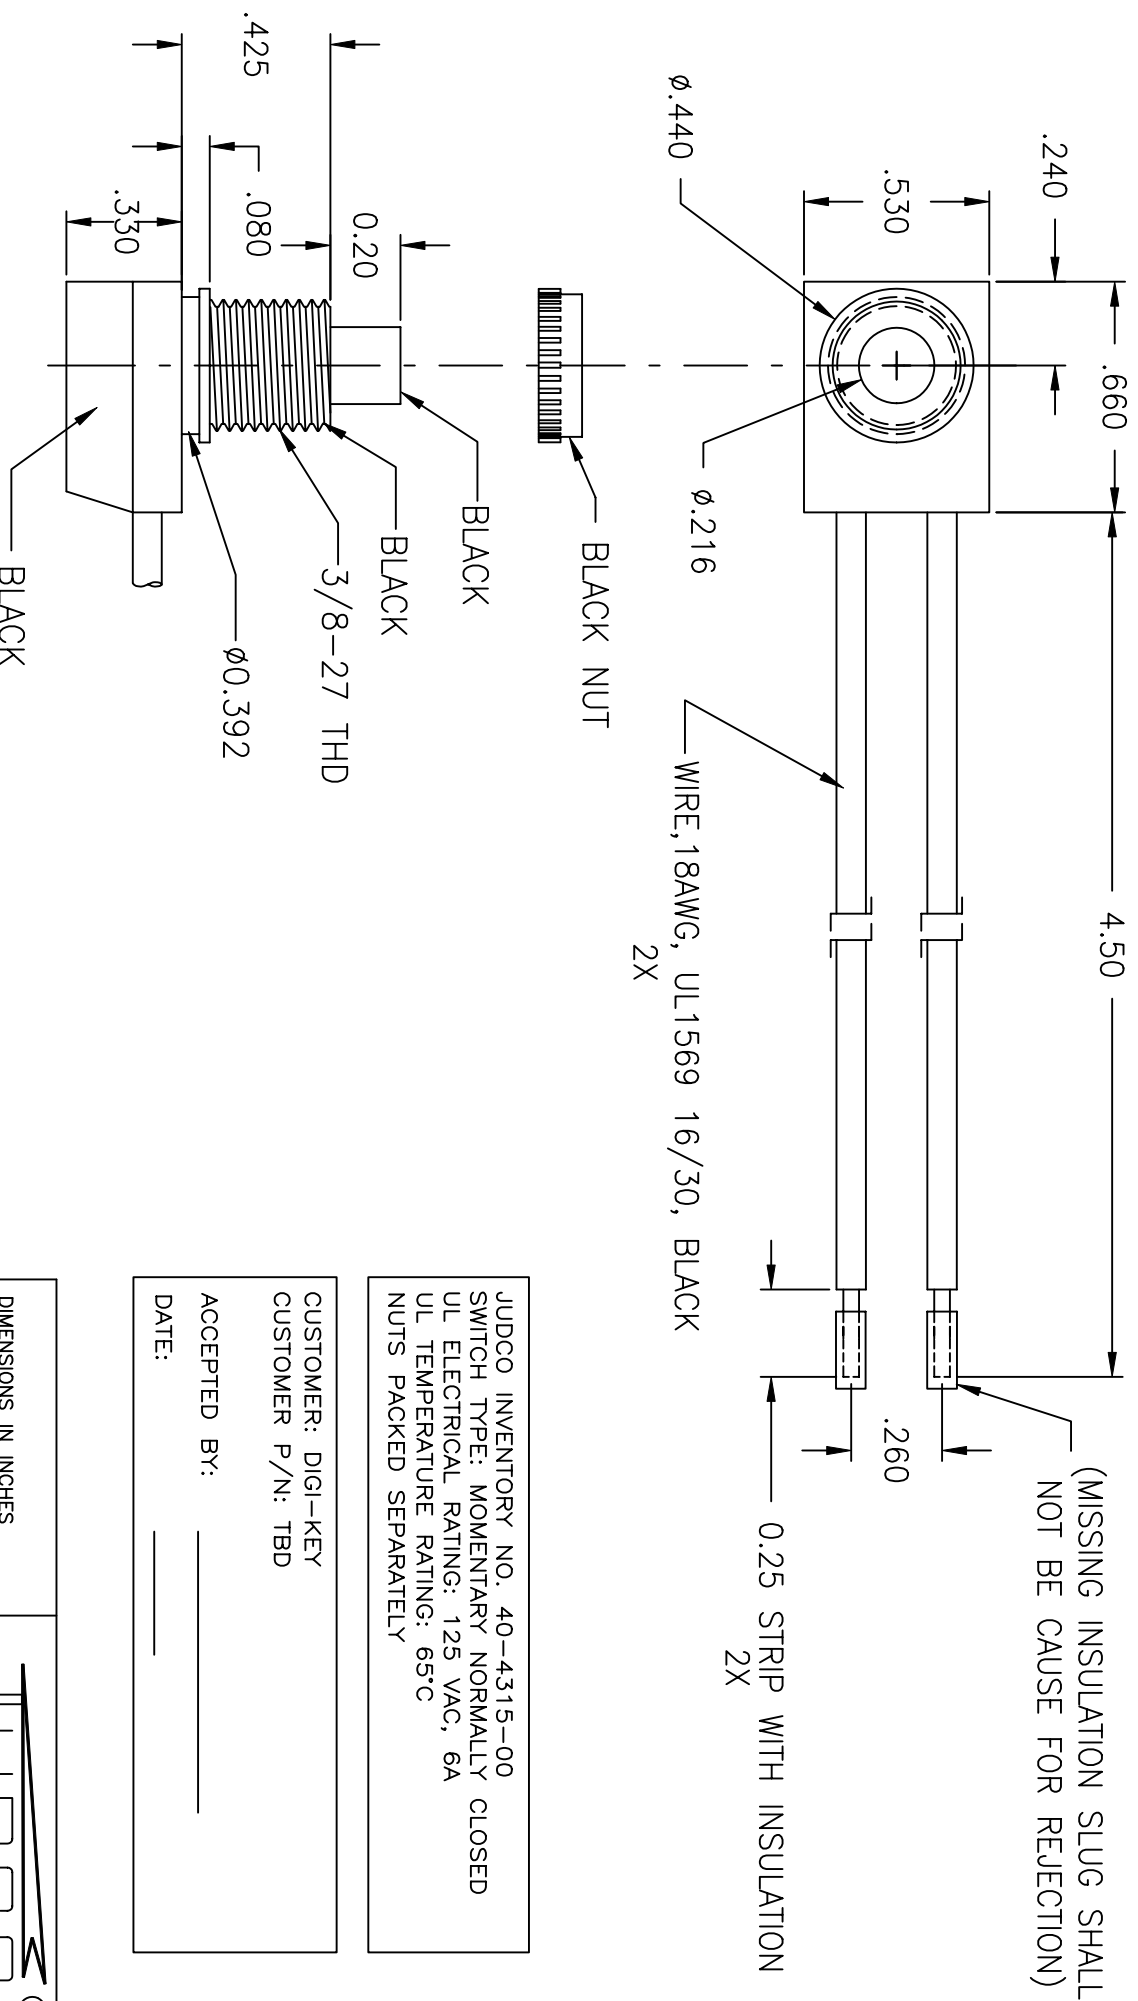 .240
.660
4.50
(MISSING INSULATION SLUG SHALL
NOT BE CAUSE FOR REJECTION)
.530
.260
Ø.440
Ø.216
0.25 STRIP WITH INSULATION
2X
WIRE,18AWG, UL1569 16/30, BLACK
2X
BLACK NUT
BLACK
BLACK
3/8-27 THD
Ø0.392
BLACK
0.20
.425
.080
.330
JUDCO INVENTORY NO. 40-4315-00
SWITCH TYPE: MOMENTARY NORMALLY CLOSED
UL ELECTRICAL RATING: 125 VAC, 6A
UL TEMPERATURE RATING: 65°C
NUTS PACKED SEPARATELY
CUSTOMER: DIGI-KEY
CUSTOMER P/N: TBD
ACCEPTED BY:
DATE:
DIMENSIONS IN INCHES